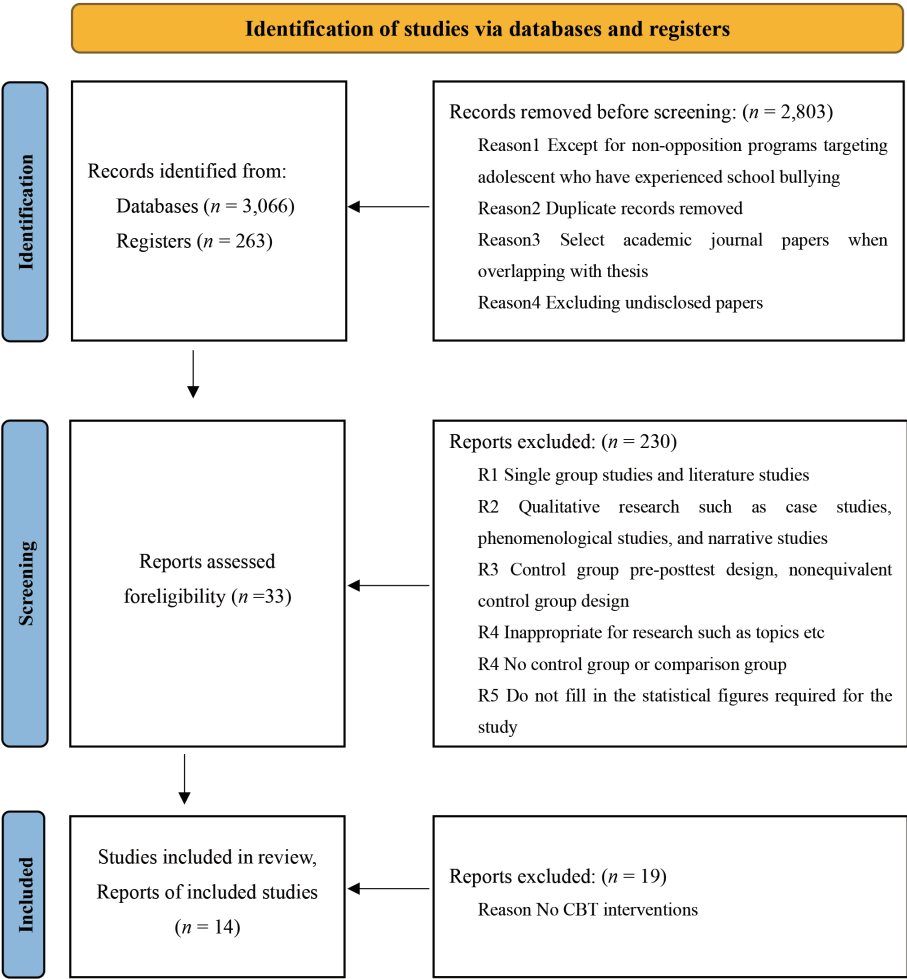 Identification of studies via databases and registers
Identification
Records identified from:
Databases (n = 3,066)
Registers (n = 263)
Records removed before screening: (n = 2,803)
Reason1 Except for non-opposition programs targeting
adolescent who have experienced school bullying
Reason2 Duplicate records removed
Reason3 Select academic journal papers when
overlapping with thesis
Reason4 Excluding undisclosed papers
Screening
Reports assessed
foreligibility (n =33)
Reports excluded: (n = 230)
R1 Single group studies and literature studies
R2 Qualitative research such as case studies,
phenomenological studies, and narrative studies
R3 Control group pre-posttest design, nonequivalent
control group design
R4 Inappropriate for research such as topics etc
R4 No control group or comparison group
R5 Do not fill in the statistical figures required for the
study
Included
Studies included in review,
Reports of included studies
(n = 14)
Reports excluded: (n = 19)
Reason No CBT interventions